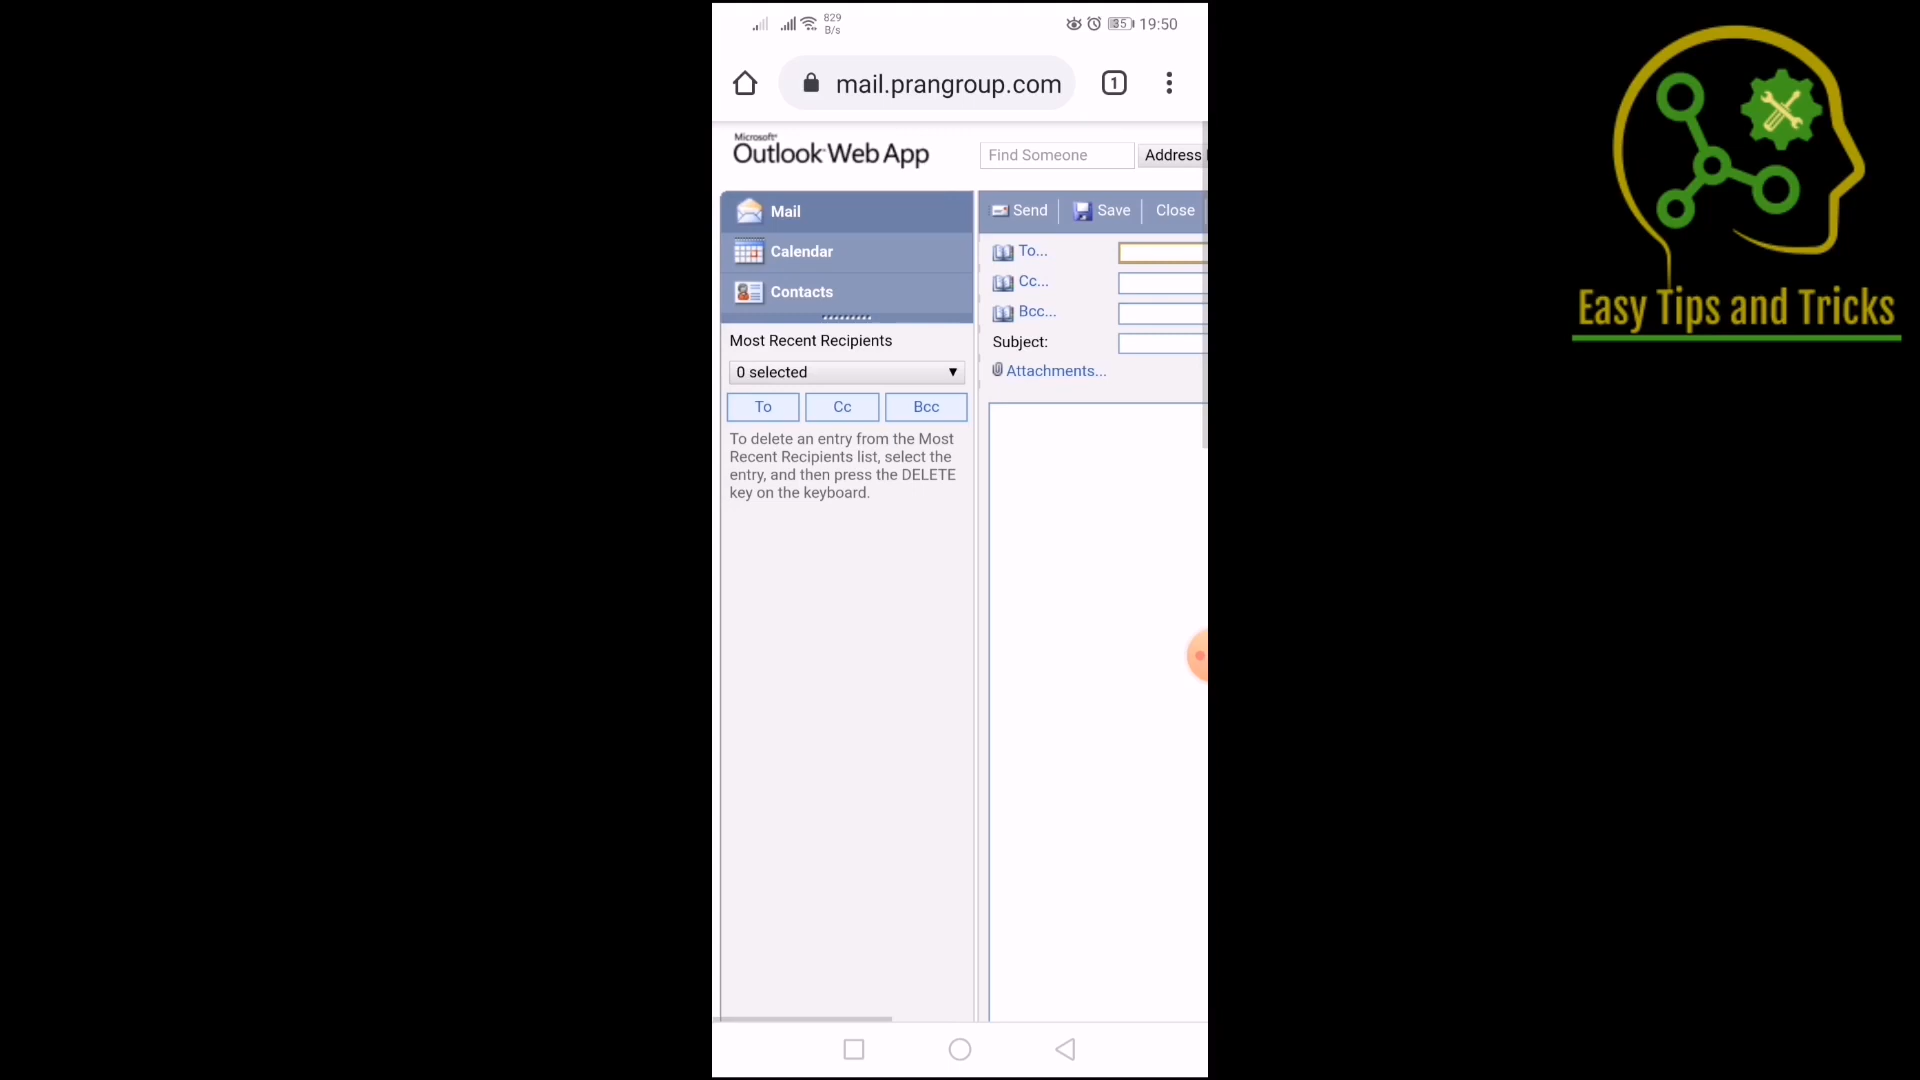 829
B/s
35
19:50
mail.prangroup.com
1
Microsoft
Outlook Web App
Find Someone
Address
Mail
Calendar
Contacts
Most Recent Recipients
0 selected
To
Cc
Bcc
To delete an entry from the Most
Recent Recipients list, select the
entry, and then press the DELETE
key on the keyboard.
Send
Save
Close
To...
Cc...
Bcc...
Subject:
Attachments...
Easy Tips and Tricks